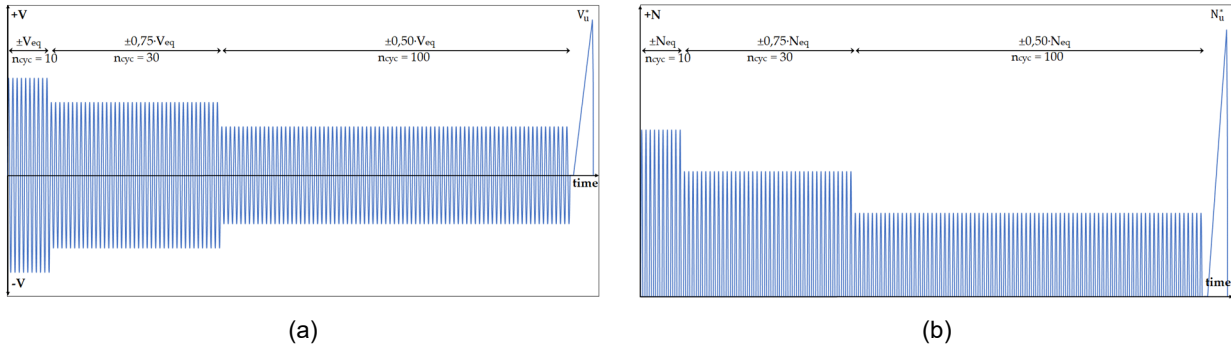 +V
V*u
±Veq
±0,75·Veq
±0,50·Veq
ncyc = 10
ncyc = 30
ncyc = 100
time
-V
(a)
+N
N*u
±Neq
±0,75·Neq
±0,50·Neq
ncyc = 10
ncyc = 30
ncyc = 100
time
(b)